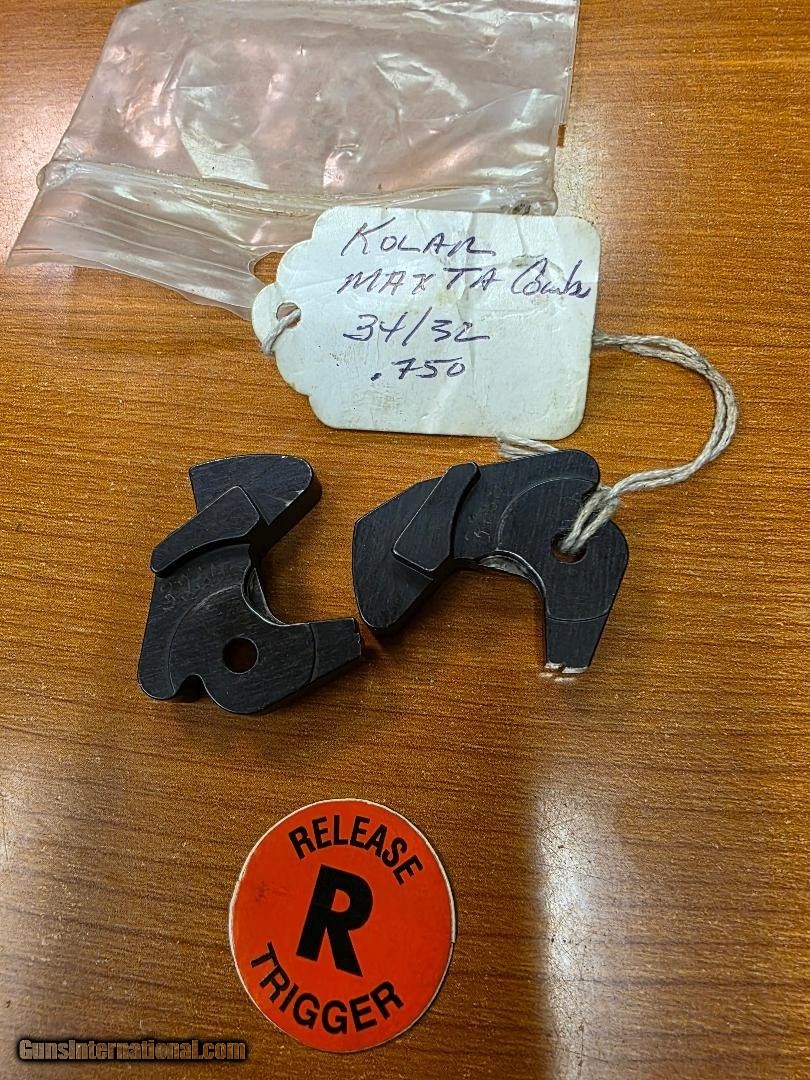 KOLAR
MAX TA Combo
34/32
.750
RELEASE
R
TRIGGER
GunsInternational.com